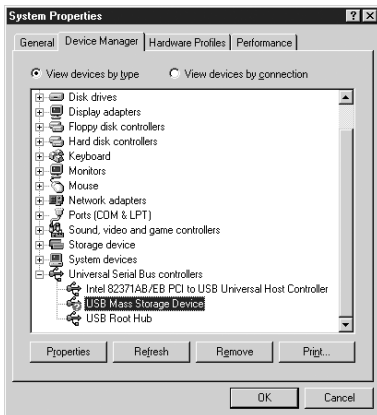 System Properties
General Device Manager Hardware Profiles Performance
View devices by type View devices by connection
Disk drives
Display adapters
Floppy disk controllers
Hard disk controllers
Keyboard
Monitors
Mouse
Network adapters
Ports (COM & LPT)
Sound, video and game controllers
Storage device
System devices
Universal Serial Bus controllers
Intel 82371AB/EB PCI to USB Universal Host Controller
USB Mass Storage Device
USB Root Hub
Properties Refresh Remove Print...
OK Cancel